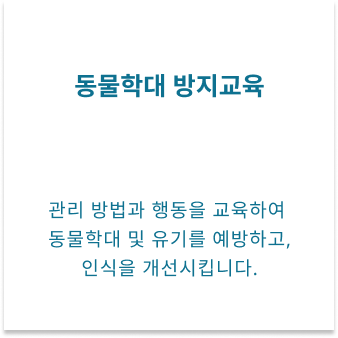 동물학대 방지교육
관리 방법과 행동을 교육하여
동물학대 및 유기를 예방하고,
인식을 개선시킵니다.